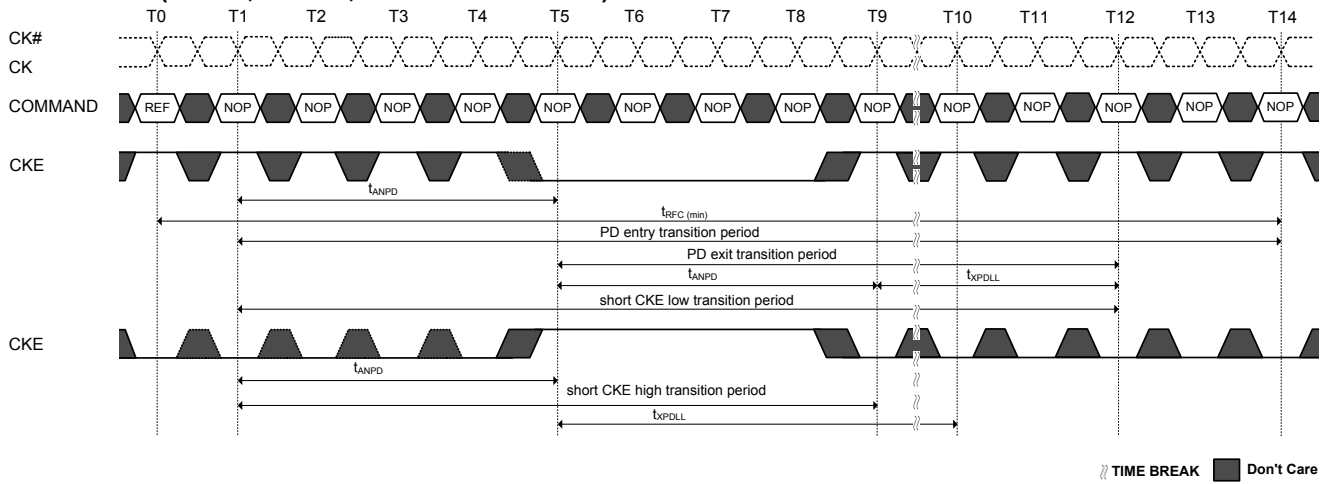 T0 T1 T2 T3 T4 T5 T6 T7 T8 T9 T10 T11 T12 T13 T14
CK#
CK
COMMAND REF NOP NOP NOP NOP NOP NOP NOP NOP NOP NOP NOP NOP NOP NOP
CKE
tANPD
tRFC (min)
PD entry transition period
PD exit transition period
tANPD tXPDLL
short CKE low transition period
CKE
tANPD
short CKE high transition period
tXPDLL
TIME BREAK Don't Care